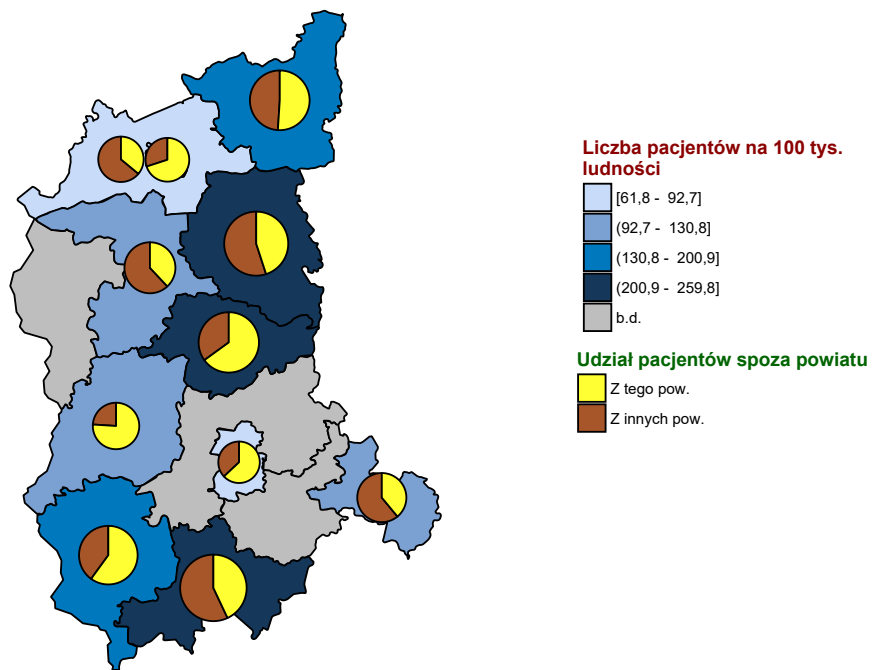 Liczba pacjentów na 100 tys.
ludności
[61,8 - 92,7]
(92,7 - 130,8]
(130,8 - 200,9]
(200,9 - 259,8]
b.d.
Udział pacjentów spoza powiatu
Z tego pow.
Z innych pow.